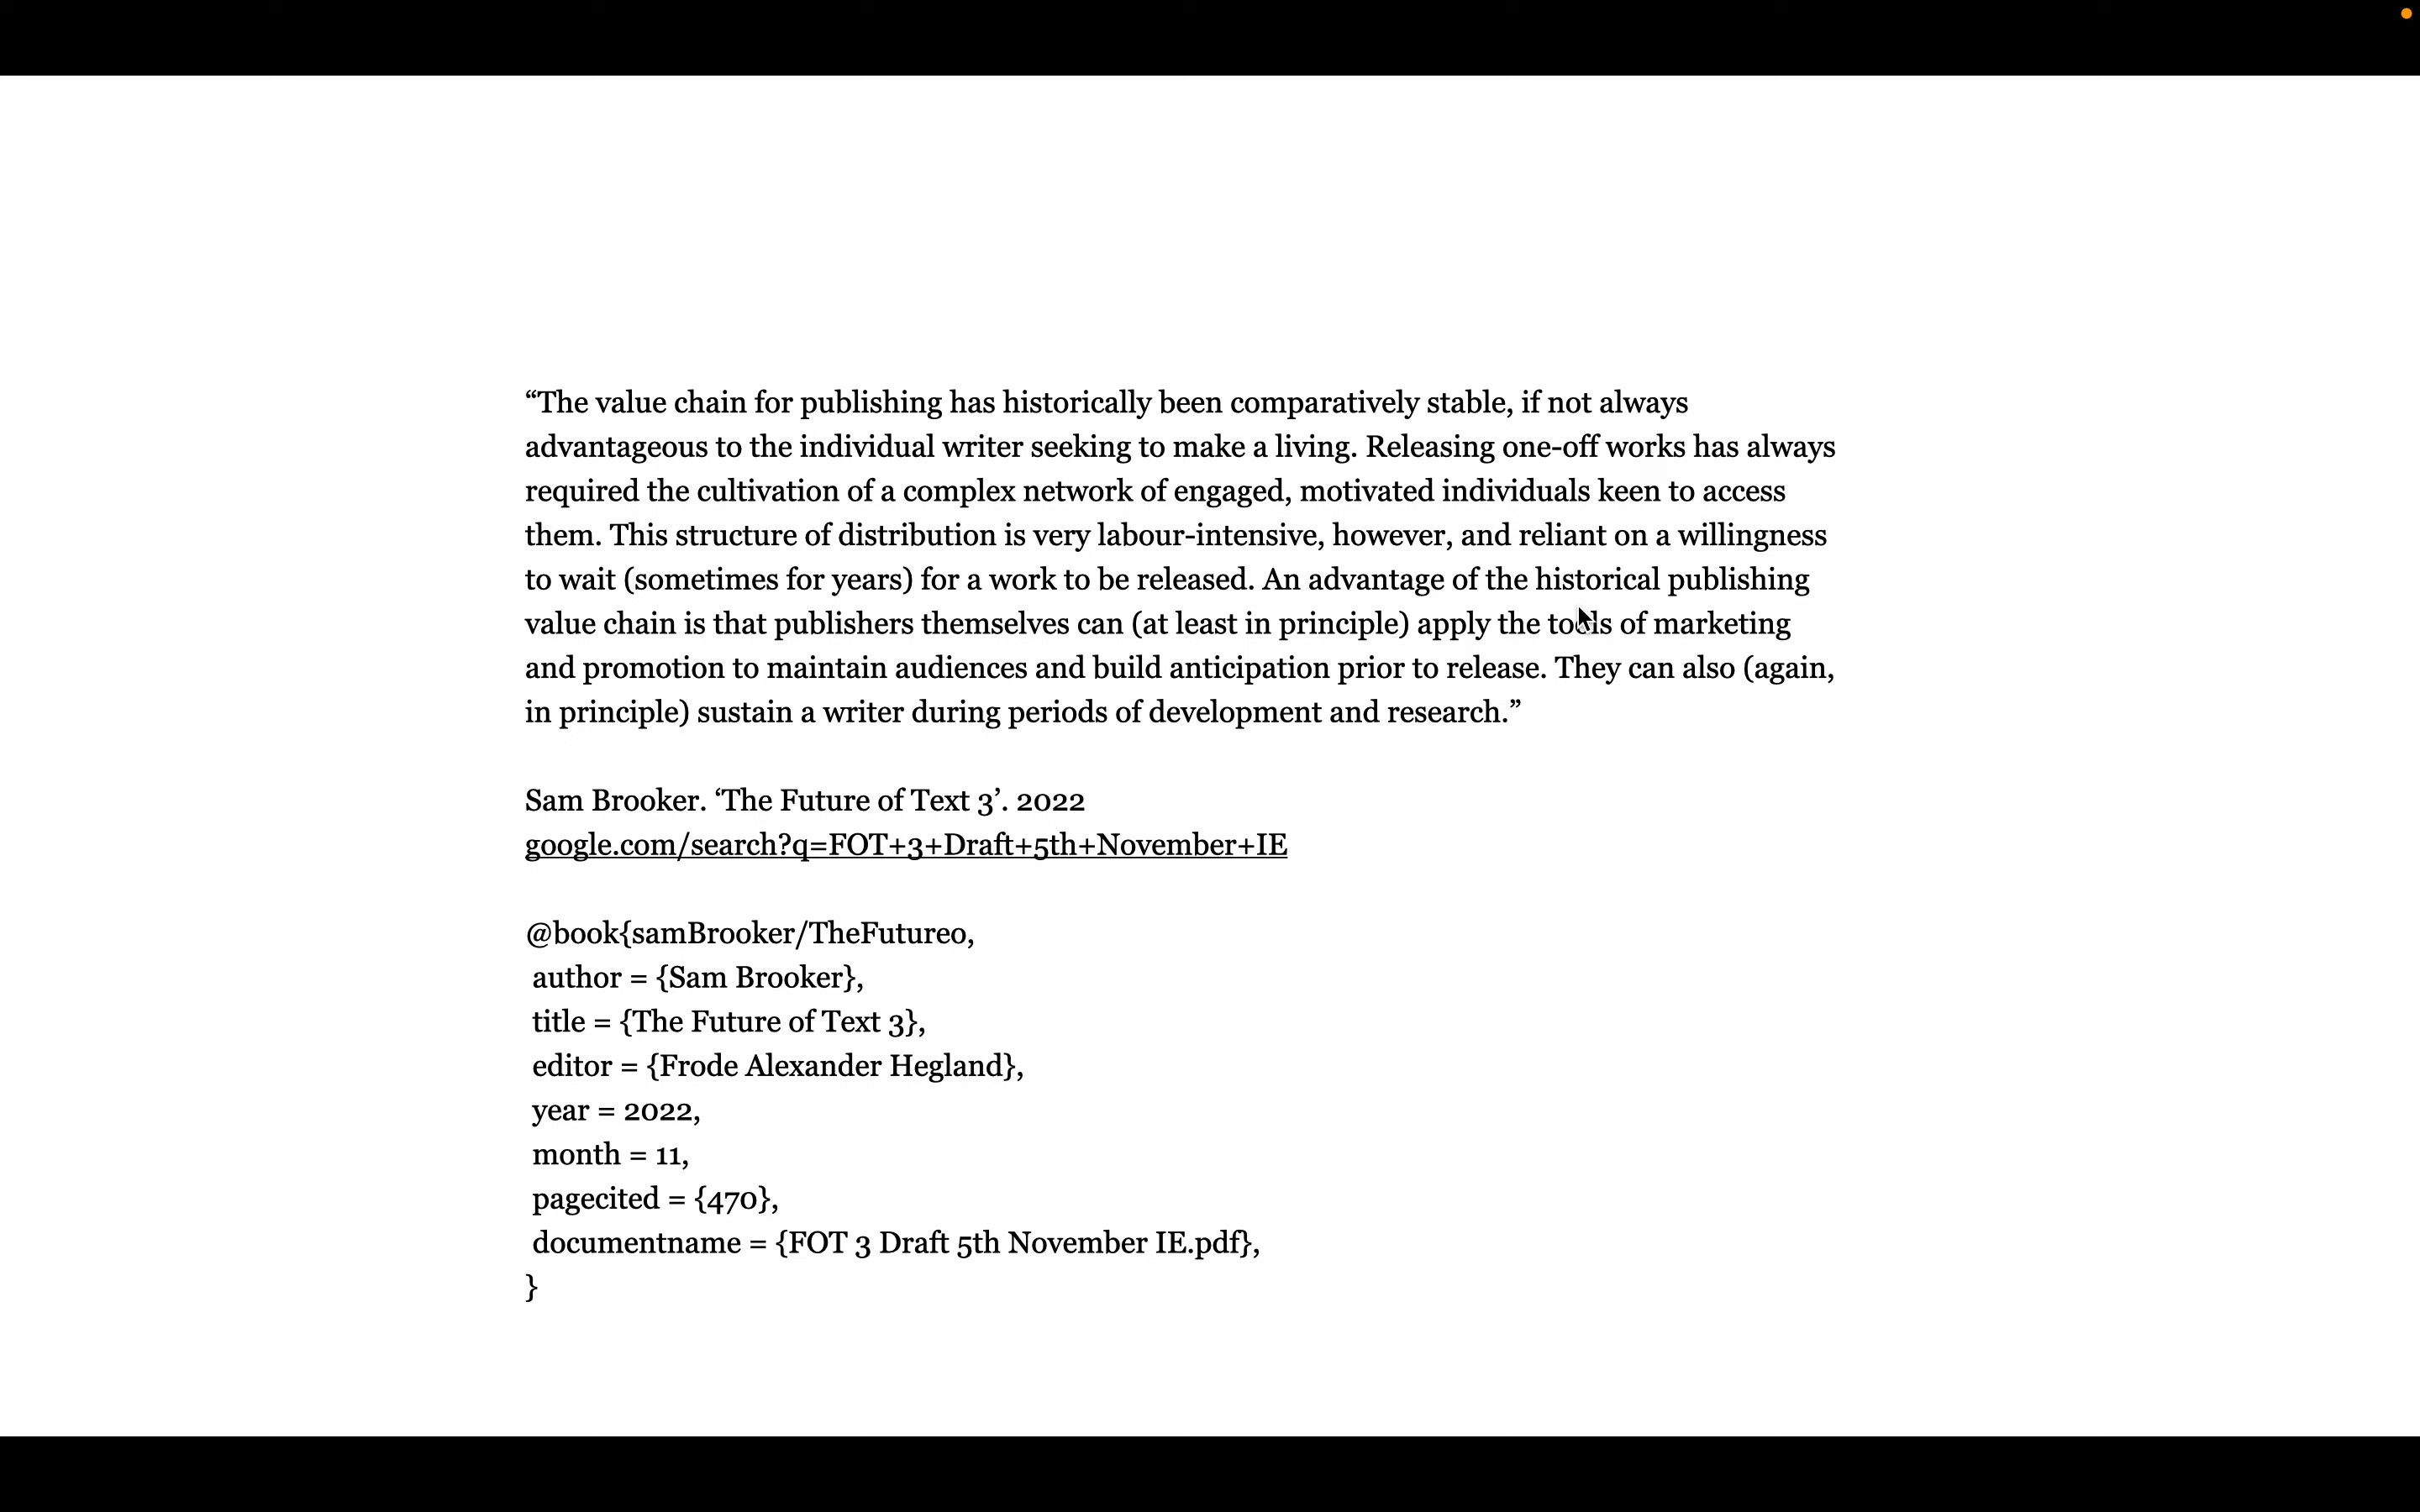 “The value chain for publishing has historically been comparatively stable, if not always
advantageous to the individual writer seeking to make a living. Releasing one-off works has always
required the cultivation of a complex network of engaged, motivated individuals keen to access
them. This structure of distribution is very labour-intensive, however, and reliant on a willingness
to wait (sometimes for years) for a work to be released. An advantage of the historical publishing
value chain is that publishers themselves can (at least in principle) apply the tools of marketing
and promotion to maintain audiences and build anticipation prior to release. They can also (again,
in principle) sustain a writer during periods of development and research.”
Sam Brooker. ‘The Future of Text 3’. 2022
google.com/search?q=FOT+3+Draft+5th+November+IE
@book{samBrooker/TheFutureo,
author = {Sam Brooker},
title = {The Future of Text 3},
editor = {Frode Alexander Hegland},
year = 2022,
month = 11,
pagecited = {470},
documentname = {FOT 3 Draft 5th November IE.pdf},
}